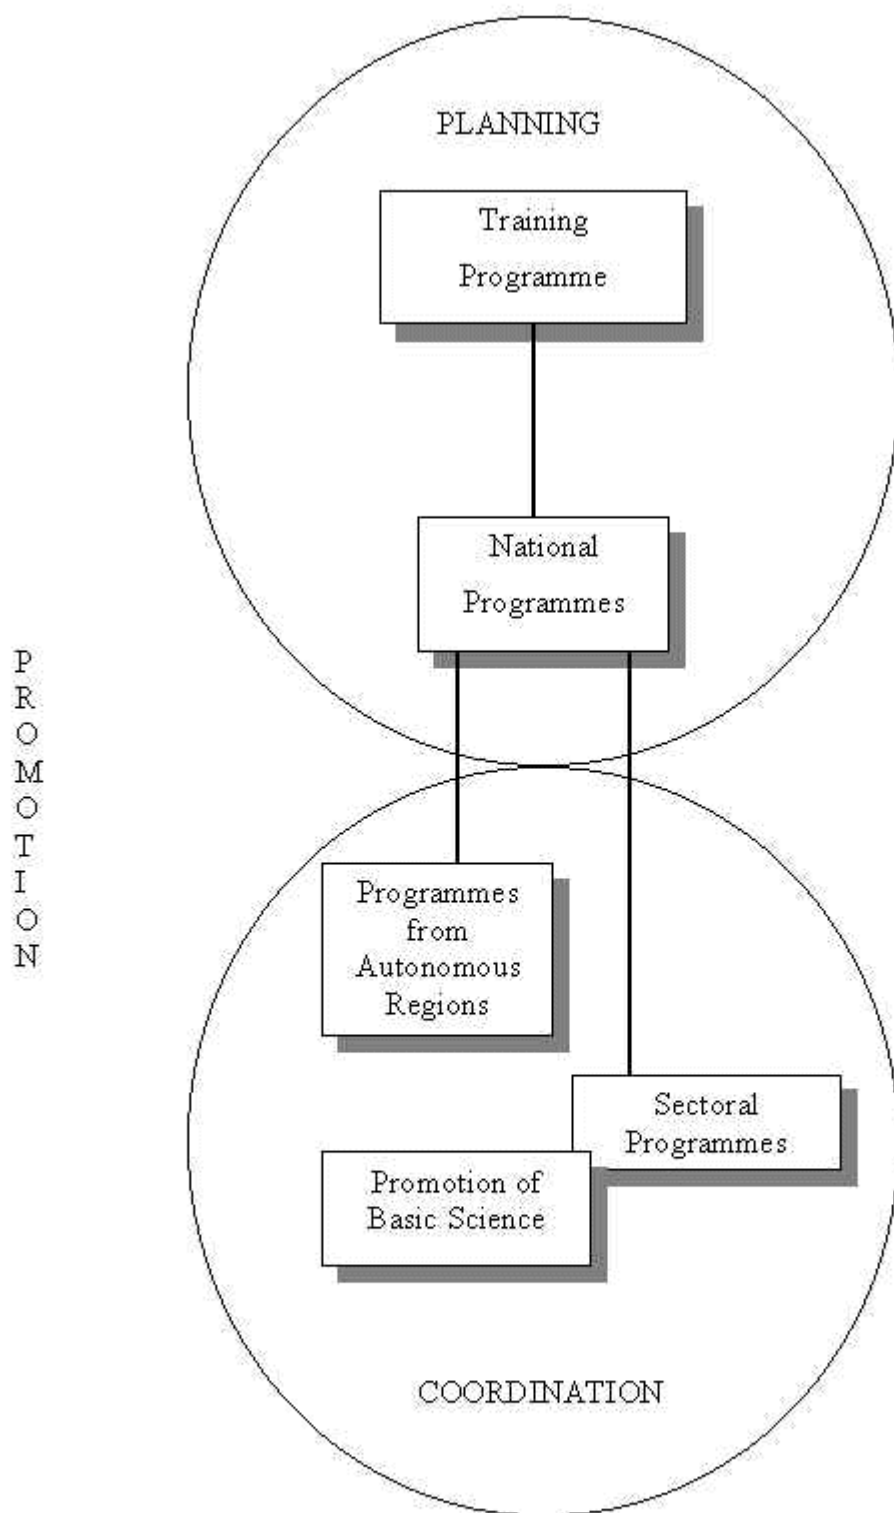 PLANNING
Training
Programme
National
Programmes
P
R
O
M
O
T
I
O
N
Programmes
from
Autonomous
Regions
Sectoral
Programmes
Promotion of
Basic Science
COORDINATION